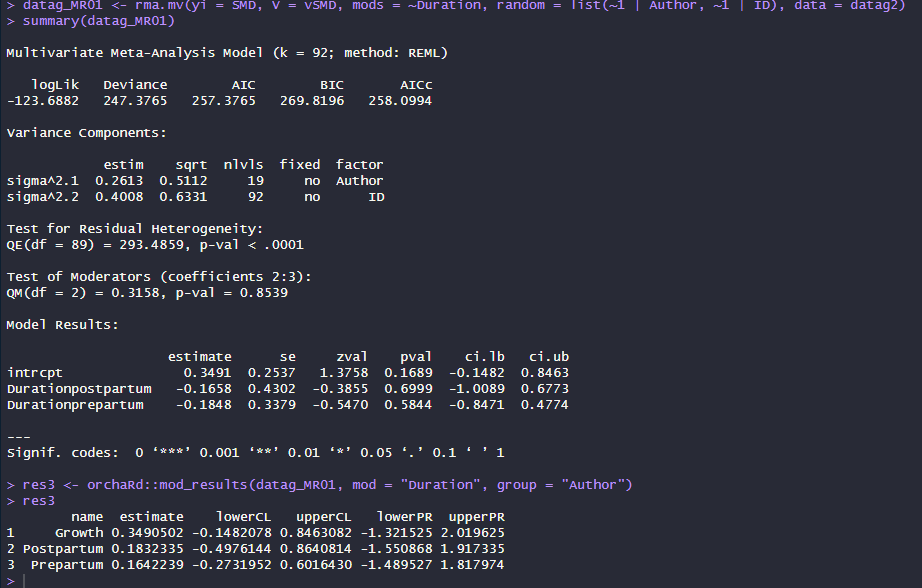 > datag_MR01 <- rma.mv(yi = SMD, V = vSMD, mods = ~Duration, random = list(~1 | Author, ~1 | ID), data = datag2)
> summary(datag_MR01)
Multivariate Meta-Analysis Model (k = 92; method: REML)
logLik Deviance AIC BIC AICc
-123.6882 247.3765 257.3765 269.8196 258.0994
Variance Components:
estim sqrt nlvls fixed factor
sigma^2.1 0.2613 0.5112 19 no Author
sigma^2.2 0.4008 0.6331 92 no ID
Test for Residual Heterogeneity:
QE(df = 89) = 293.4859, p-val < .0001
Test of Moderators (coefficients 2:3):
QM(df = 2) = 0.3158, p-val = 0.8539
Model Results:
estimate se zval pval ci.lb ci.ub
intrcpt 0.3491 0.2537 1.3758 0.1689 -0.1482 0.8463
Durationpostpartum -0.1658 0.4302 -0.3855 0.6999 -1.0089 0.6773
Durationprepartum -0.1848 0.3379 -0.5470 0.5844 -0.8471 0.4774
---
Signif. codes: 0 ‘***’ 0.001 ‘**’ 0.01 ‘*’ 0.05 ‘.’ 0.1 ‘ ’ 1
> res3 <- orchaRd::mod_results(datag_MR01, mod = "Duration", group = "Author")
> res3
name estimate lowerCL upperCL lowerPR upperPR
1 Growth 0.3490502 -0.1482078 0.8463082 -1.321525 2.019625
2 Postpartum 0.1832335 -0.4976144 0.8640814 -1.550868 1.917335
3 Prepartum 0.1642239 -0.2731952 0.6016430 -1.489527 1.817974
>